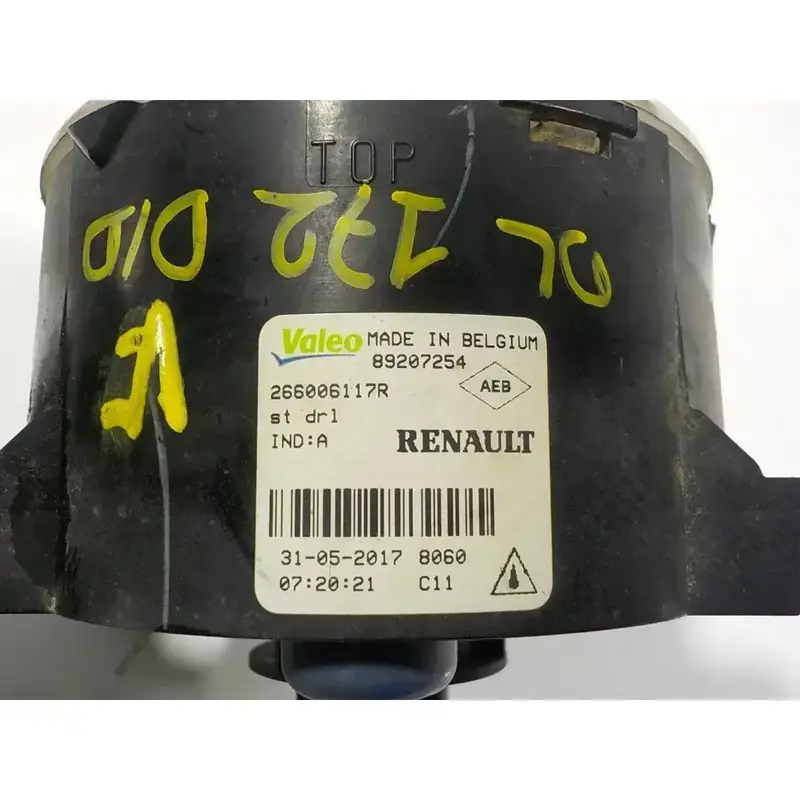 TOP
Valeo MADE IN BELGIUM
89207254
266006117R
AEB
st drl
IND:A
RENAULT
31-05-2017 8060
07:20:21 C11